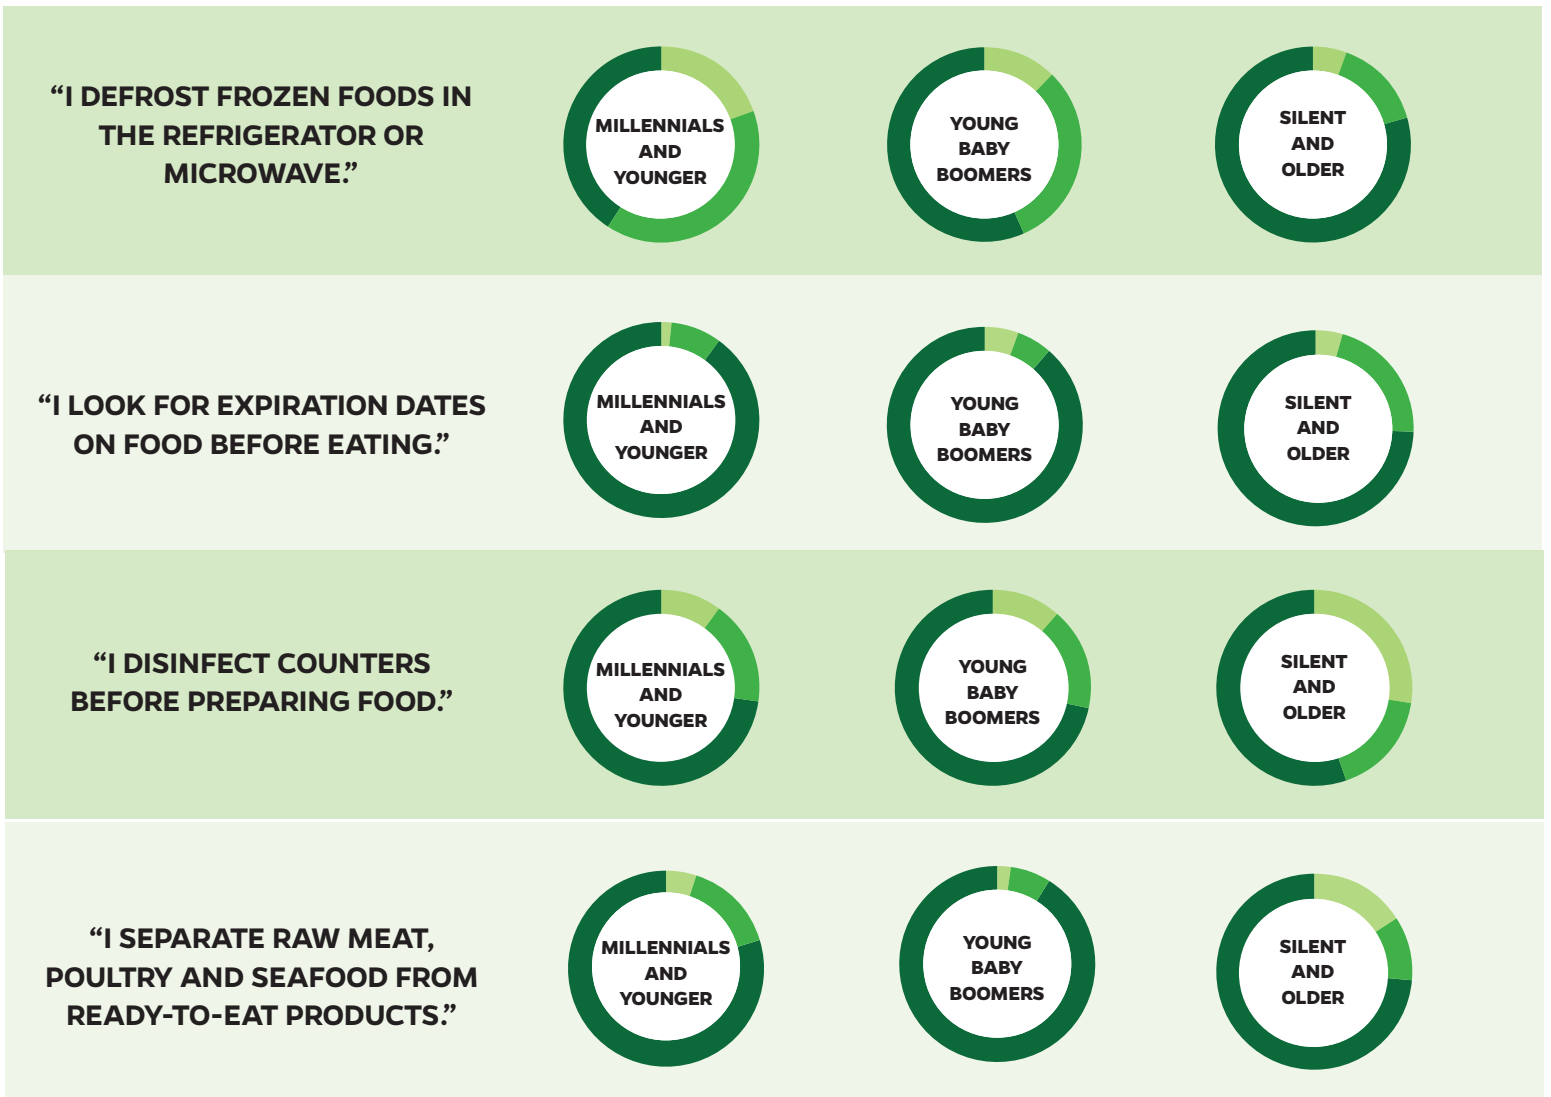 “I DEFROST FROZEN FOODS IN
THE REFRIGERATOR OR
MICROWAVE.”
MILLENNIALS
AND
YOUNGER
YOUNG
BABY
BOOMERS
SILENT
AND
OLDER
“I LOOK FOR EXPIRATION DATES
ON FOOD BEFORE EATING.”
MILLENNIALS
AND
YOUNGER
YOUNG
BABY
BOOMERS
SILENT
AND
OLDER
“I DISINFECT COUNTERS
BEFORE PREPARING FOOD.”
MILLENNIALS
AND
YOUNGER
YOUNG
BABY
BOOMERS
SILENT
AND
OLDER
“I SEPARATE RAW MEAT,
POULTRY AND SEAFOOD FROM
READY-TO-EAT PRODUCTS.”
MILLENNIALS
AND
YOUNGER
YOUNG
BABY
BOOMERS
SILENT
AND
OLDER